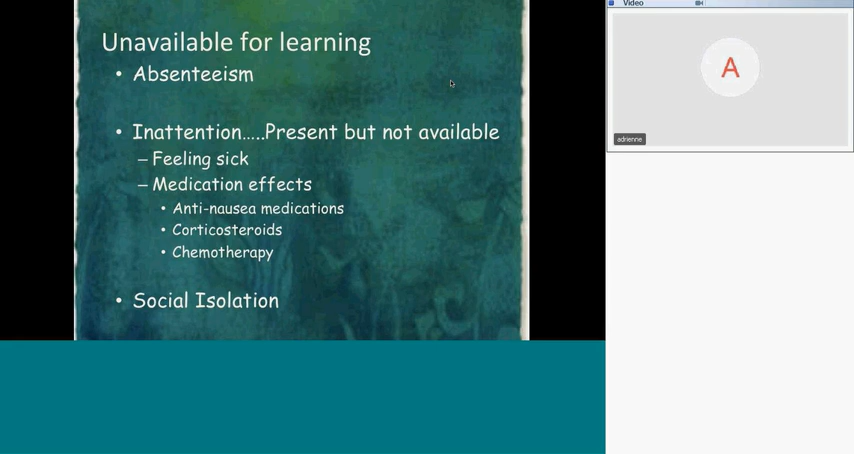 Unavailable for learning
• Absenteeism
• Inattention.....Present but not available
– Feeling sick
– Medication effects
• Anti-nausea medications
• Corticosteroids
• Chemotherapy
• Social Isolation
Video
A
adrienne